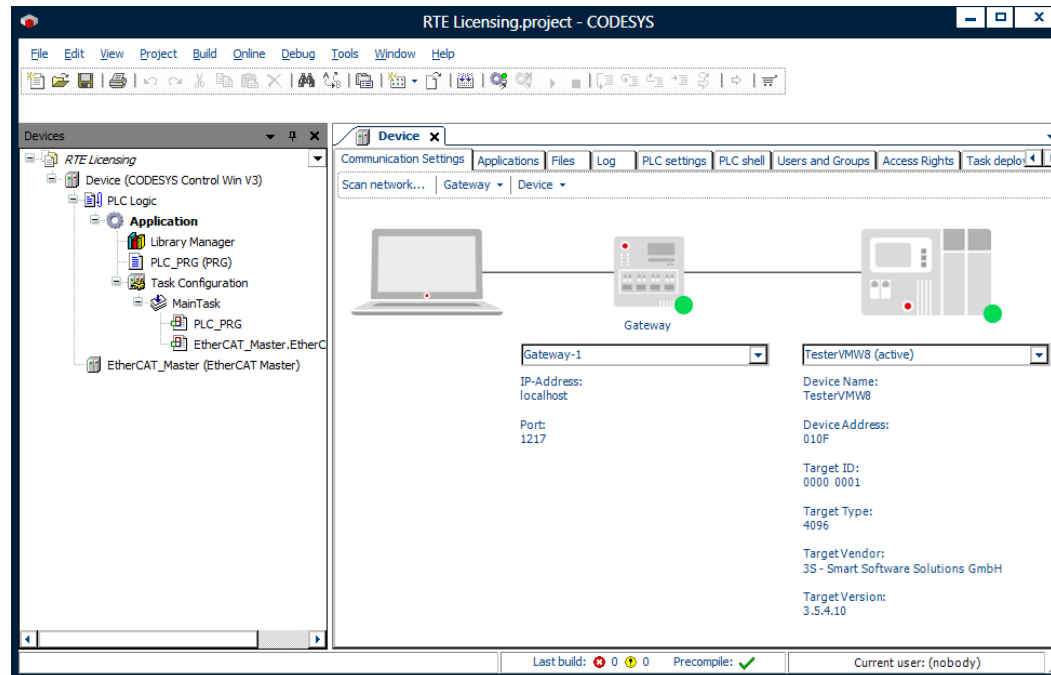 RTE Licensing.project - CODESYS
File Edit View Project Build Online Debug Tools Window Help
Devices
RTE Licensing
Device (CODESYS Control Win V3)
PLC Logic
Application
Library Manager
PLC_PRG (PRG)
Task Configuration
MainTask
PLC_PRG
EtherCAT_Master.EtherC
EtherCAT_Master (EtherCAT Master)
Device
Communication Settings Applications Files Log PLC settings PLC shell Users and Groups Access Rights Task deplo
Scan network... Gateway Device
Gateway
Gateway-1
IP-Address:
localhost
Port:
1217
TesterVMW8 (active)
Device Name:
TesterVMW8
Device Address:
010F
Target ID:
0000 0001
Target Type:
4096
Target Vendor:
3S - Smart Software Solutions GmbH
Target Version:
3.5.4.10
Last build: 0 0 Precompile: Current user: (nobody)